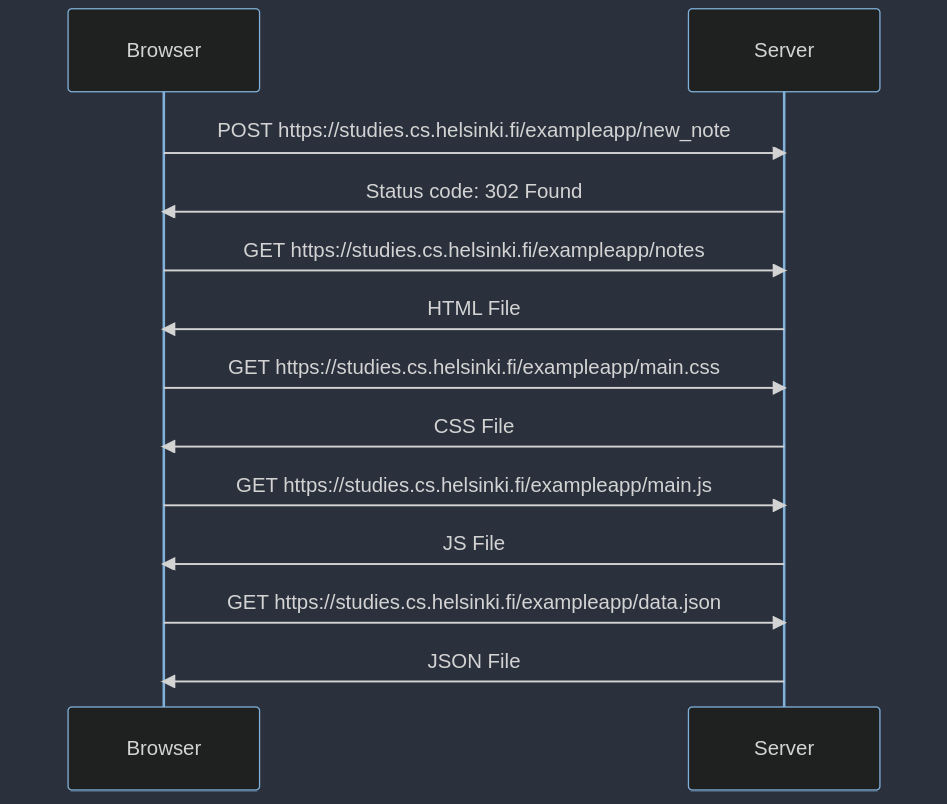 Browser
Server
POST https://studies.cs.helsinki.fi/exampleapp/new_note
Status code: 302 Found
GET https://studies.cs.helsinki.fi/exampleapp/notes
HTML File
GET https://studies.cs.helsinki.fi/exampleapp/main.css
CSS File
GET https://studies.cs.helsinki.fi/exampleapp/main.js
JS File
GET https://studies.cs.helsinki.fi/exampleapp/data.json
JSON File
Browser
Server